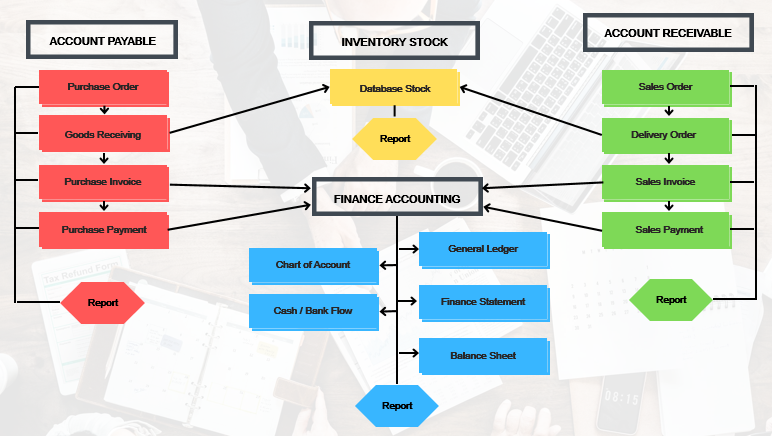 ACCOUNT PAYABLE
Purchase Order
Goods Receiving
Purchase Invoice
Purchase Payment
Report
INVENTORY STOCK
Database Stock
Report
FINANCE ACCOUNTING
Chart of Account
Cash / Bank Flow
General Ledger
Finance Statement
Balance Sheet
Report
ACCOUNT RECEIVABLE
Sales Order
Delivery Order
Sales Invoice
Sales Payment
Report
Tax Refund Form
08:15